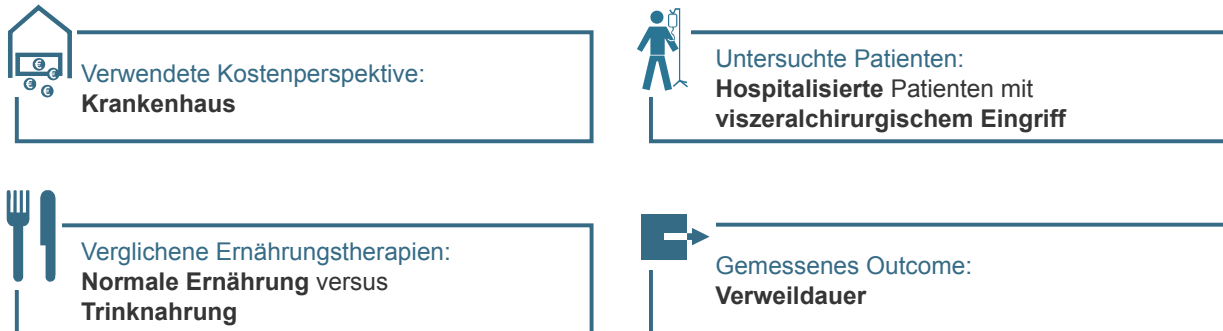 Verwendete Kostenperspektive:
Krankenhaus
Untersuchte Patienten:
Hospitalisierte Patienten mit
viszeralchirurgischem Eingriff
Verglichene Ernährungstherapien:
Normale Ernährung versus
Trinknahrung
Gemessenes Outcome:
Verweildauer